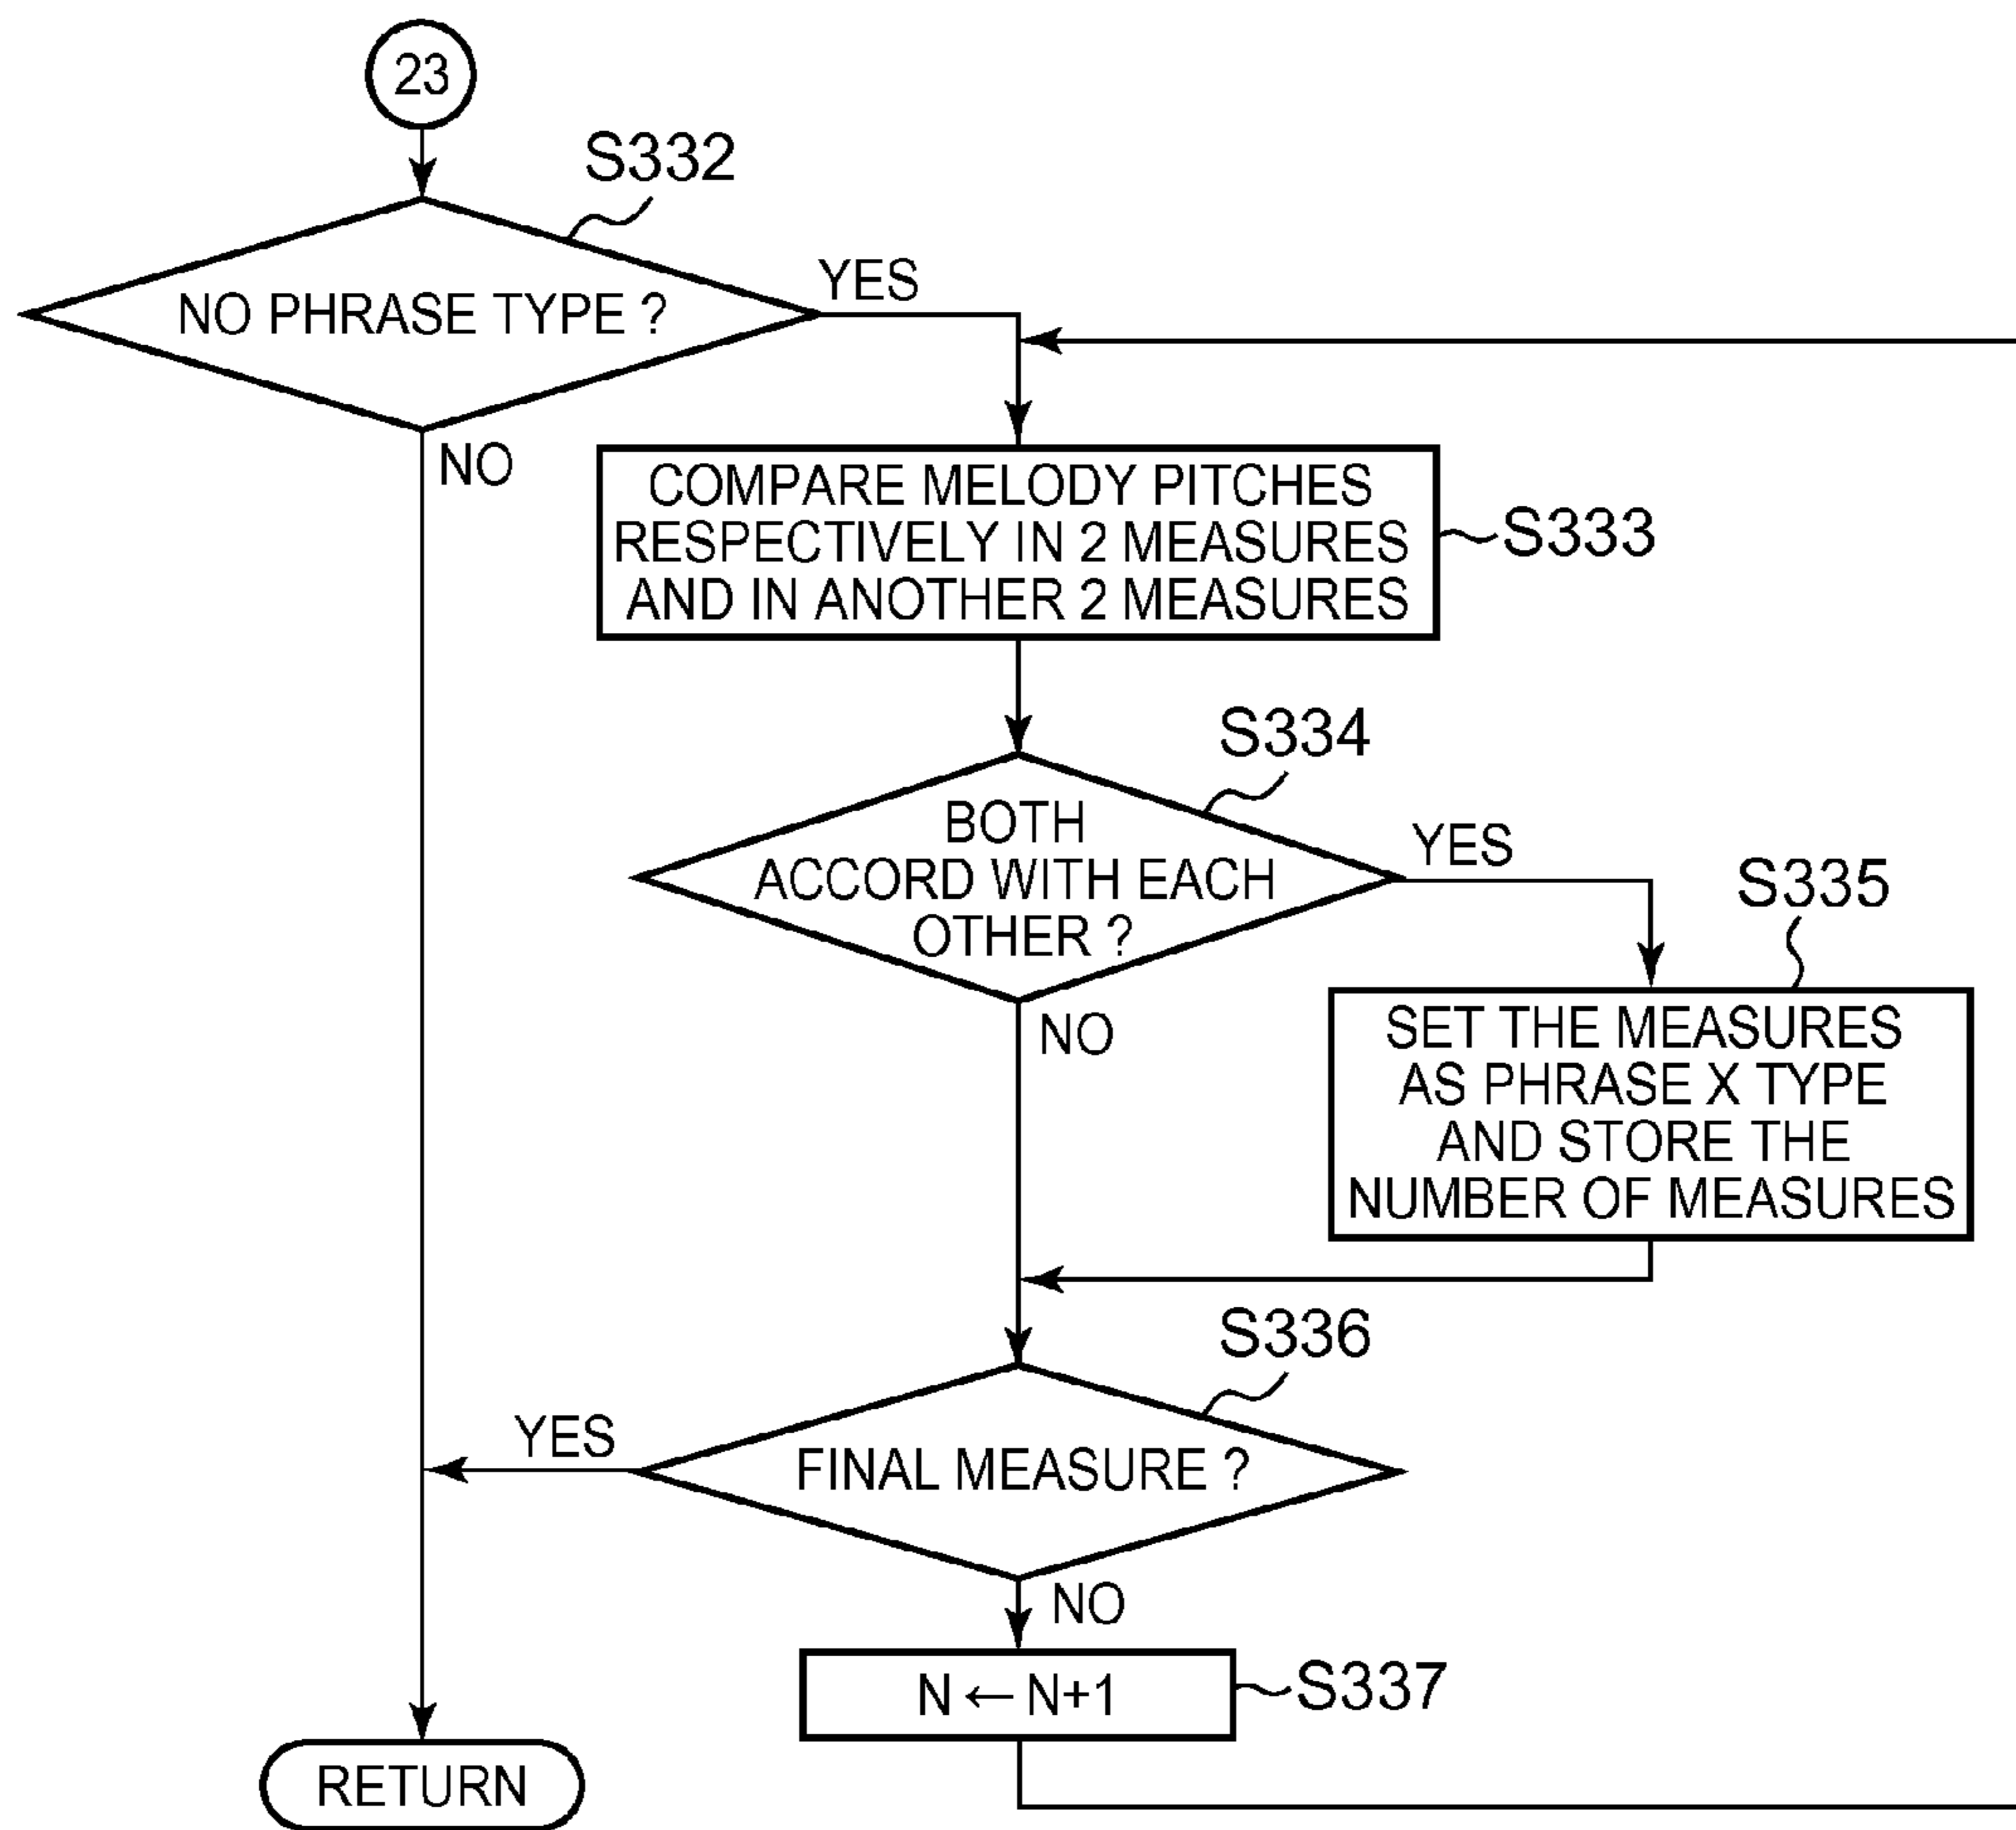 23
S332
NO PHRASE TYPE ?
YES
NO
COMPARE MELODY PITCHES
RESPECTIVELY IN 2 MEASURES
AND IN ANOTHER 2 MEASURES
S333
S334
BOTH
ACCORD WITH EACH
OTHER ?
YES
NO
S335
SET THE MEASURES
AS PHRASE X TYPE
AND STORE THE
NUMBER OF MEASURES
S336
FINAL MEASURE ?
YES
NO
N ← N+1
S337
RETURN